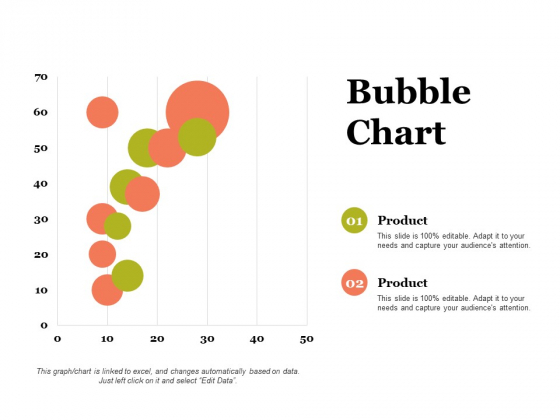 Bubble
Chart
70
60
50
40
30
20
10
0
0 10 20 30 40 50
01 Product
This slide is 100% editable. Adapt it to your
needs and capture your audience's attention.
02 Product
This slide is 100% editable. Adapt it to your
needs and capture your audience's attention.
This graph/chart is linked to excel, and changes automatically based on data.
Just left click on it and select "Edit Data".